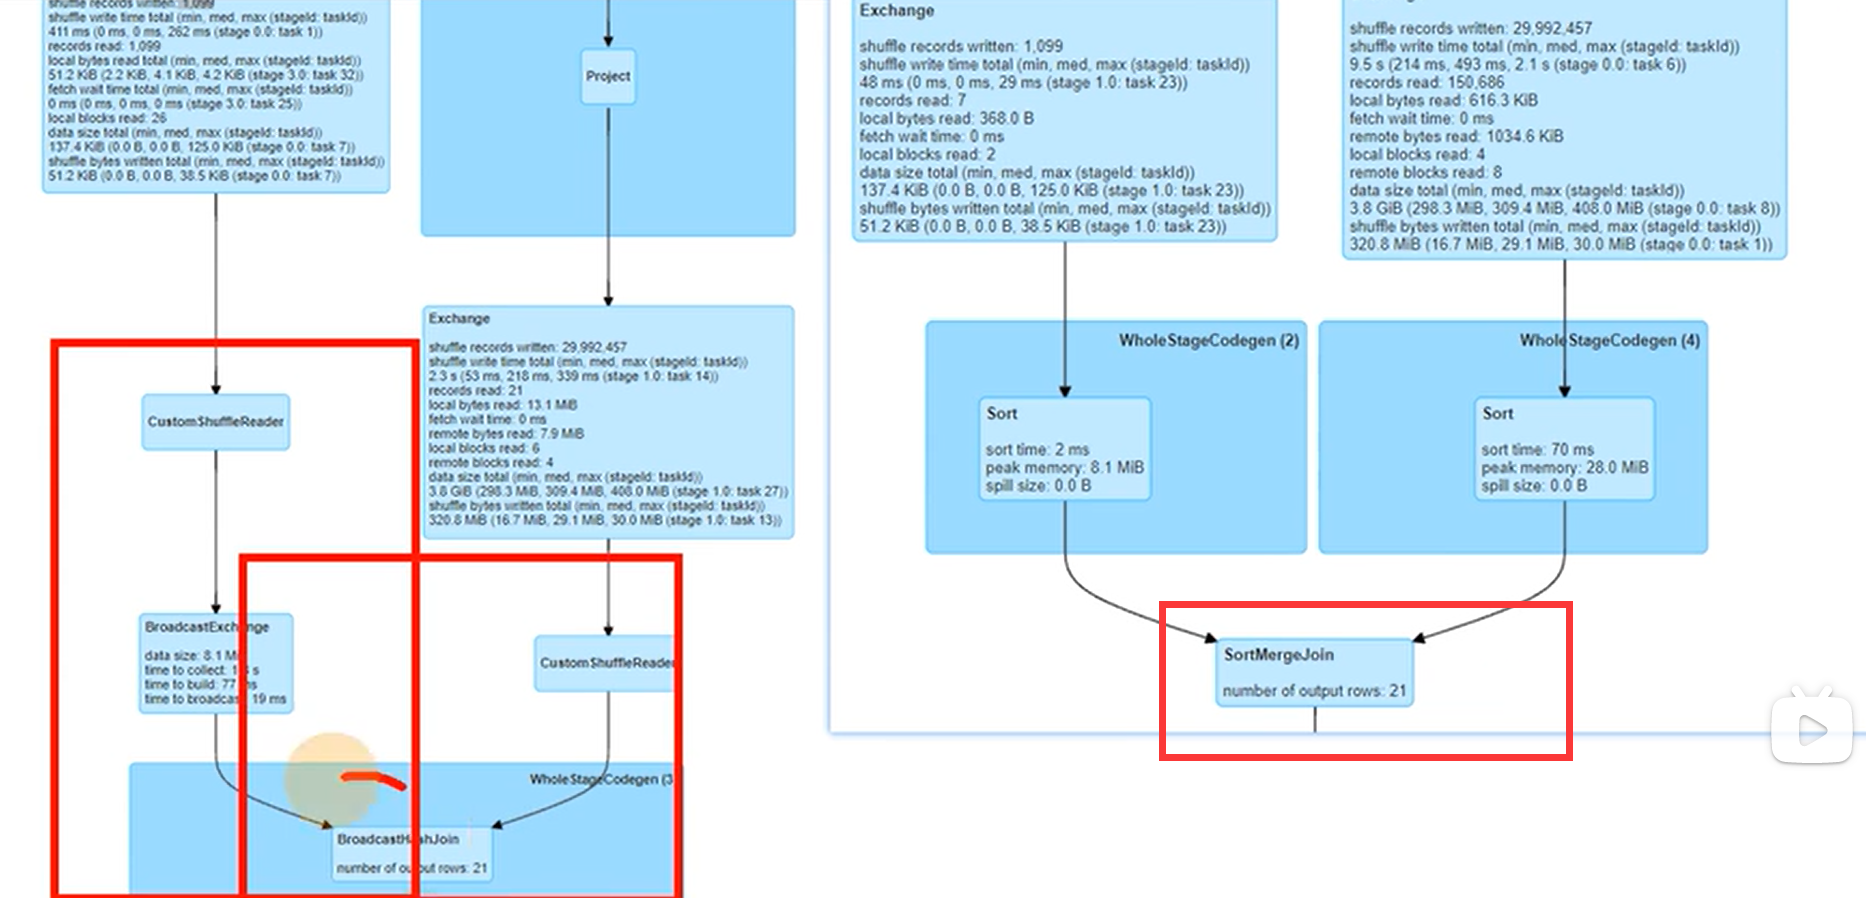 shuffle records written: 1,099
shuffle write time total (min, med, max (stageId: taskId))
411 ms (0 ms, 0 ms, 262 ms (stage 0.0: task 1))
records read: 1,099
local bytes read total (min, med, max (stageId: taskId))
51.2 KiB (2.2 KiB, 4.1 KiB, 4.2 KiB (stage 3.0: task 32))
fetch wait time total (min, med, max (stageId: taskId))
0 ms (0 ms, 0 ms, 0 ms (stage 3.0: task 25))
local blocks read: 26
data size total (min, med, max (stageId: taskId))
137.4 KiB (0.0 B, 0.0 B, 125.0 KiB (stage 0.0: task 7))
shuffle bytes written total (min, med, max (stageId: taskId))
51.2 KiB (0.0 B, 0.0 B, 38.5 KiB (stage 0.0: task 7))
Project
Exchange
shuffle records written: 29,992,457
shuffle write time total (min, med, max (stageId: taskId))
2.3 s (53 ms, 218 ms, 339 ms (stage 1.0: task 14))
records read: 21
local bytes read: 13.1 MiB
fetch wait time: 0 ms
remote bytes read: 7.9 MiB
local blocks read: 6
remote blocks read: 4
data size total (min, med, max (stageId: taskId))
3.8 GiB (298.3 MiB, 309.4 MiB, 408.0 MiB (stage 1.0: task 27))
shuffle bytes written total (min, med, max (stageId: taskId))
320.8 MiB (16.7 MiB, 29.1 MiB, 30.0 MiB (stage 1.0: task 13))
CustomShuffleReader
BroadcastExchange
data size: 8.1 M
time to collect: 1 s
time to build: 77 ms
time to broadcast: 19 ms
CustomShuffleReader
WholeStageCodegen (3
BroadcastHashJoin
number of output rows: 21
Exchange
shuffle records written: 1,099
shuffle write time total (min, med, max (stageId: taskId))
48 ms (0 ms, 0 ms, 29 ms (stage 1.0: task 23))
records read: 7
local bytes read: 368.0 B
fetch wait time: 0 ms
local blocks read: 2
data size total (min, med, max (stageId: taskId))
137.4 KiB (0.0 B, 0.0 B, 125.0 KiB (stage 1.0: task 23))
shuffle bytes written total (min, med, max (stageId: taskId))
51.2 KiB (0.0 B, 0.0 B, 38.5 KiB (stage 1.0: task 23))
shuffle records written: 29,992,457
shuffle write time total (min, med, max (stageId: taskId))
9.5 s (214 ms, 493 ms, 2.1 s (stage 0.0: task 6))
records read: 150,686
local bytes read: 616.3 KiB
fetch wait time: 0 ms
remote bytes read: 1034.6 KiB
local blocks read: 4
remote blocks read: 8
data size total (min, med, max (stageId: taskId))
3.8 GiB (298.3 MiB, 309.4 MiB, 408.0 MiB (stage 0.0: task 8))
shuffle bytes written total (min, med, max (stageId: taskId))
320.8 MiB (16.7 MiB, 29.1 MiB, 30.0 MiB (stage 0.0: task 1))
WholeStageCodegen (2)
Sort
sort time: 2 ms
peak memory: 8.1 MiB
spill size: 0.0 B
WholeStageCodegen (4)
Sort
sort time: 70 ms
peak memory: 28.0 MiB
spill size: 0.0 B
SortMergeJoin
number of output rows: 21